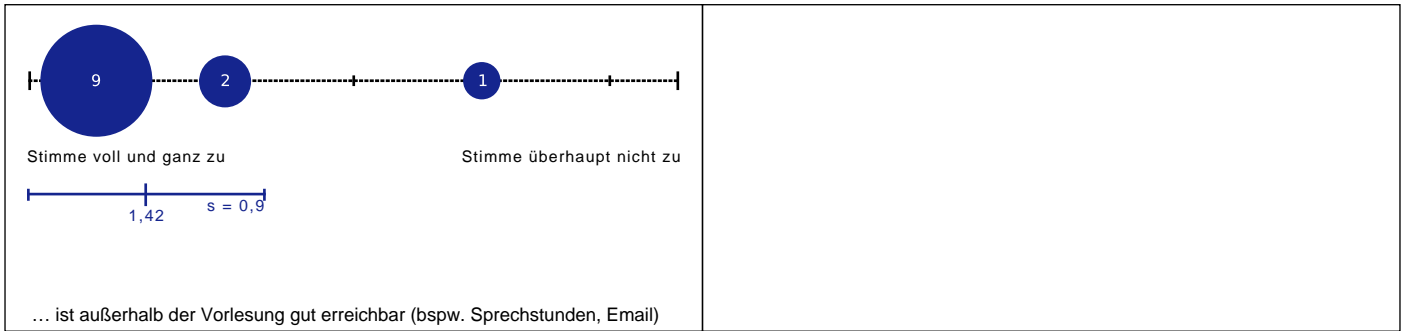 9 2 1
Stimme voll und ganz zu Stimme überhaupt nicht zu
1,42 s = 0,9
… ist außerhalb der Vorlesung gut erreichbar (bspw. Sprechstunden, Email)